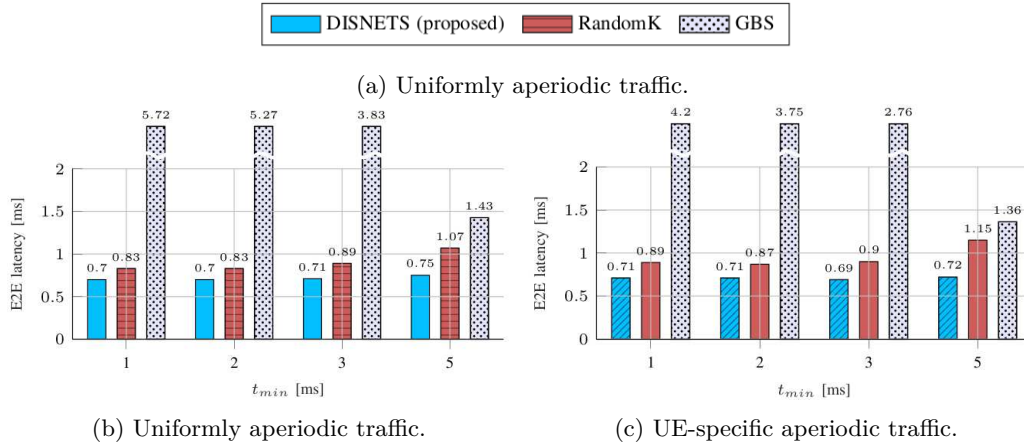 DISNETS (proposed) RandomK GBS
(a) Uniformly aperiodic traffic.
5.72 5.27 3.83
2
1.5
1
0.5
0
E2E latency [ms]
0.7 0.83 0.7 0.83 0.71 0.89 0.75 1.07 1.43
1 2 3 5
t_min [ms]
(b) Uniformly aperiodic traffic.
4.2 3.75 2.76
2
1.5
1
0.5
0
E2E latency [ms]
0.71 0.89 0.71 0.87 0.69 0.9 0.72 1.15 1.36
1 2 3 5
t_min [ms]
(c) UE-specific aperiodic traffic.